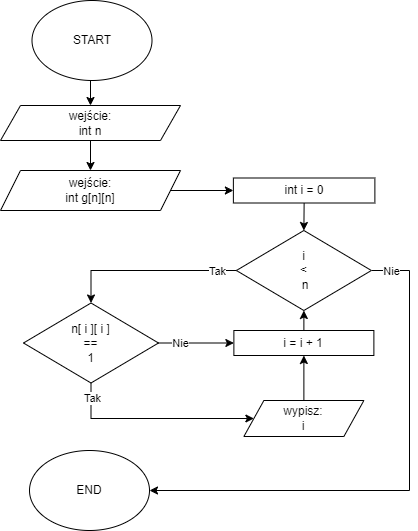 START
wejście:
int n
wejście:
int g[n][n]
int i = 0
i
<
n
Tak
Nie
n[ i ][ i ]
==
1
Nie
i = i + 1
Tak
wypisz:
i
END